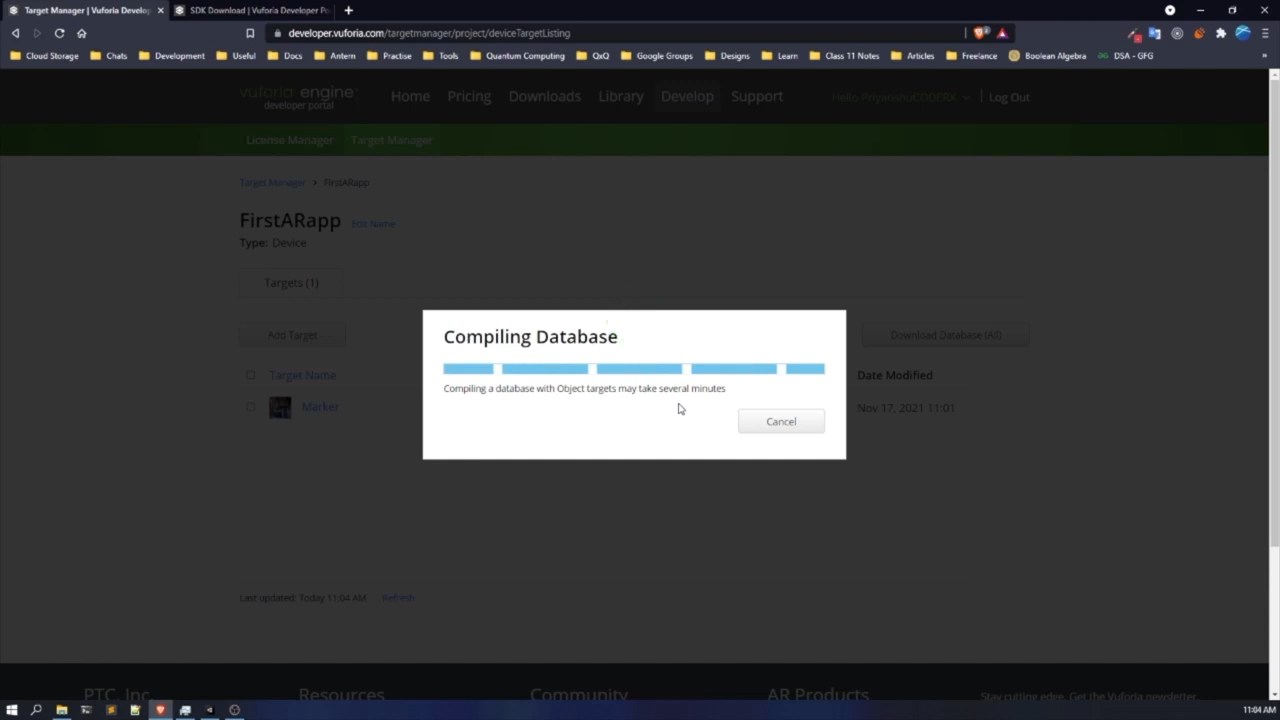 Target Manager | Vuforia Develop
SDK Download | Vuforia Developer Po
developer.vuforia.com/targetmanager/project/deviceTargetListing
Cloud Storage Chats Development Useful Docs Antern Practise Tools Quantum Computing QxQ Google Groups Designs Learn Class 11 Notes Articles Freelance Boolean Algebra DSA - GFG »
vuforia engine
developer portal
Home Pricing Downloads Library Develop Support
Hello PriyanshuCODERX | Log Out
License Manager Target Manager
Target Manager > FirstARapp
FirstARapp Edit Name
Type: Device
Targets (1)
Add Target Download Database (All)
Target Name Date Modified
Marker Nov 17, 2021 11:01
Compiling Database
Compiling a database with Object targets may take several minutes
Cancel
Last updated: Today 11:04 AM Refresh
PTC, Inc. Resources Community AR Products Stay cutting edge. Get the Vuforia newsletter.
11:04 AM